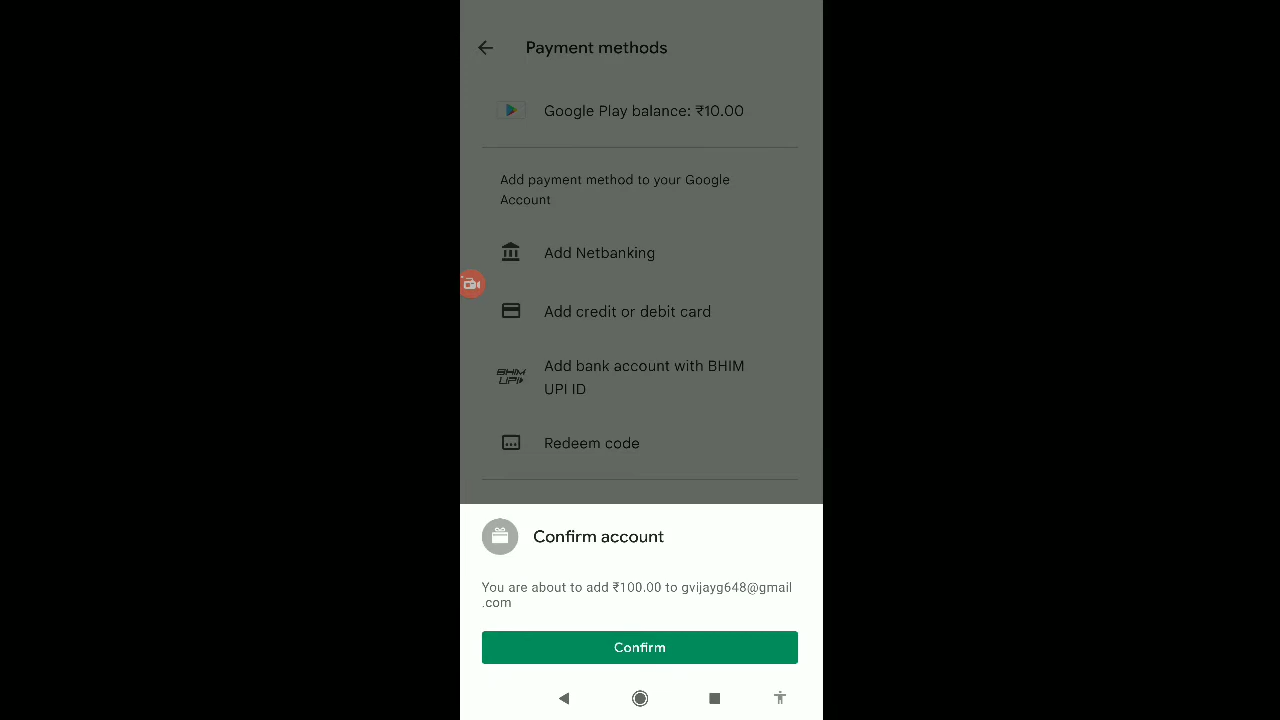 Payment methods
Google Play balance: ₹10.00
Add payment method to your Google
Account
Add Netbanking
Add credit or debit card
Add bank account with BHIM
UPI ID
BHIM
UPI
Redeem code
Confirm account
You are about to add ₹100.00 to gvijayg648@gmail
.com
Confirm